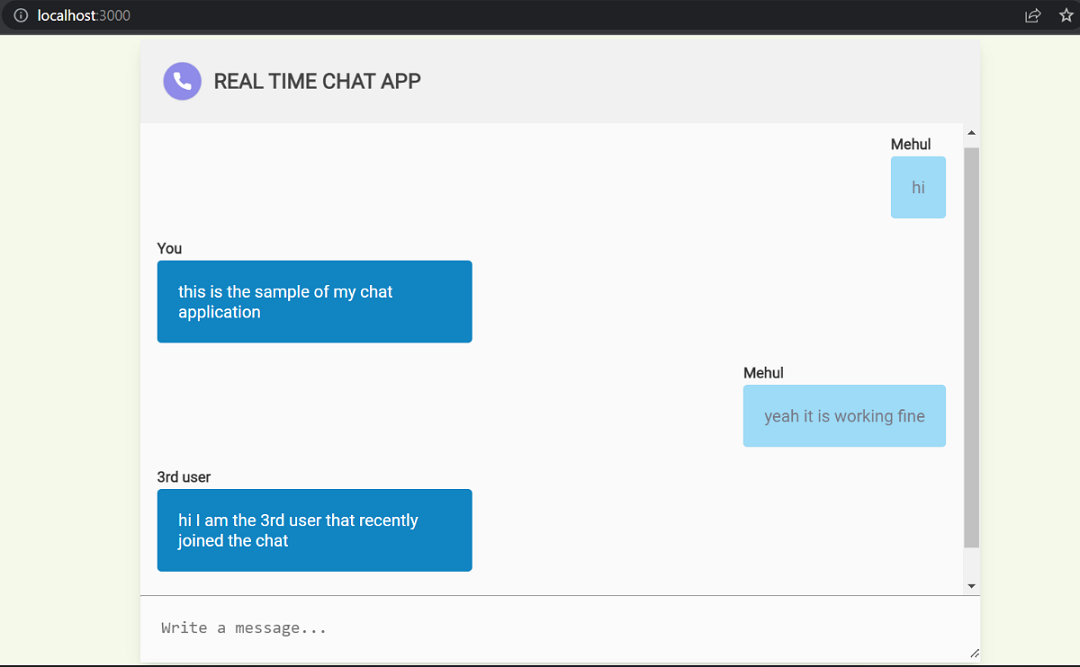 localhost:3000
REAL TIME CHAT APP
Mehul
hi
You
this is the sample of my chat
application
Mehul
yeah it is working fine
3rd user
hi I am the 3rd user that recently
joined the chat
Write a message...